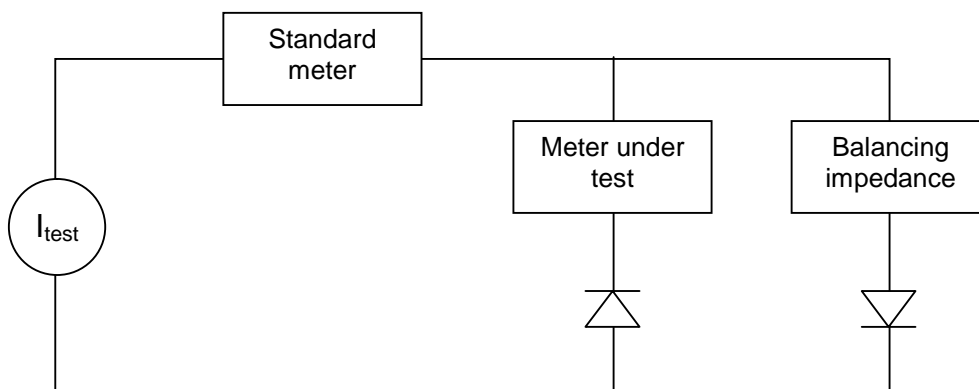 Standard
meter
Meter under
test
Balancing
impedance
Itest